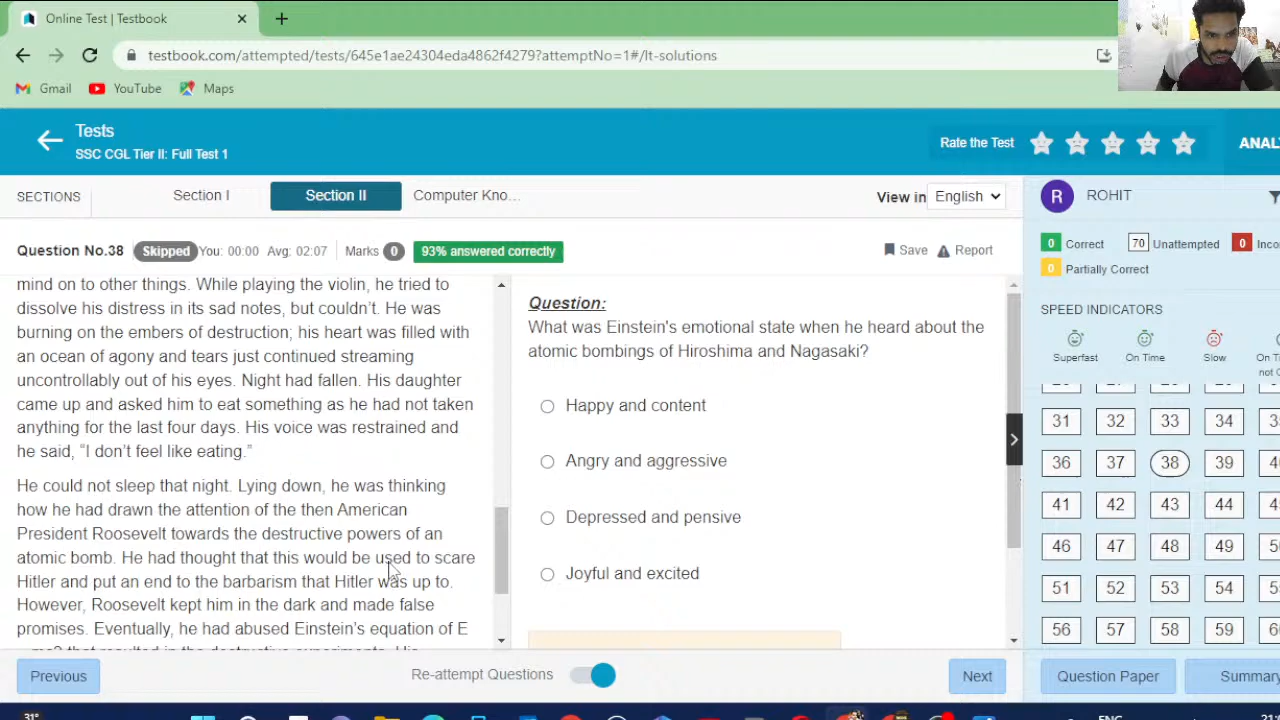 Online Test | Testbook
testbook.com/attempted/tests/645e1ae24304eda4862f4279?attemptNo=1#/lt-solutions
Gmail YouTube Maps
Tests
SSC CGL Tier II: Full Test 1
Rate the Test
SECTIONS Section I Section II Computer Kno... View in English
ROHIT
Question No.38 Skipped You: 00:00 Avg: 02:07 Marks 0 93% answered correctly Save Report
0 Correct 70 Unattempted 0
0 Partially Correct
SPEED INDICATORS
Superfast On Time Slow
mind on to other things. While playing the violin, he tried to
dissolve his distress in its sad notes, but couldn't. He was
burning on the embers of destruction; his heart was filled with
an ocean of agony and tears just continued streaming
uncontrollably out of his eyes. Night had fallen. His daughter
came up and asked him to eat something as he had not taken
anything for the last four days. His voice was restrained and
he said, “I don’t feel like eating.”
He could not sleep that night. Lying down, he was thinking
how he had drawn the attention of the then American
President Roosevelt towards the destructive powers of an
atomic bomb. He had thought that this would be used to scare
Hitler and put an end to the barbarism that Hitler was up to.
However, Roosevelt kept him in the dark and made false
promises. Eventually, he had abused Einstein’s equation of E
Question:
What was Einstein's emotional state when he heard about the
atomic bombings of Hiroshima and Nagasaki?
Happy and content
Angry and aggressive
Depressed and pensive
Joyful and excited
31 32 33 34
36 37 38 39
41 42 43 44
46 47 48 49
51 52 53 54
56 57 58 59
Previous Re-attempt Questions Next Question Paper Summary
31°
ENG